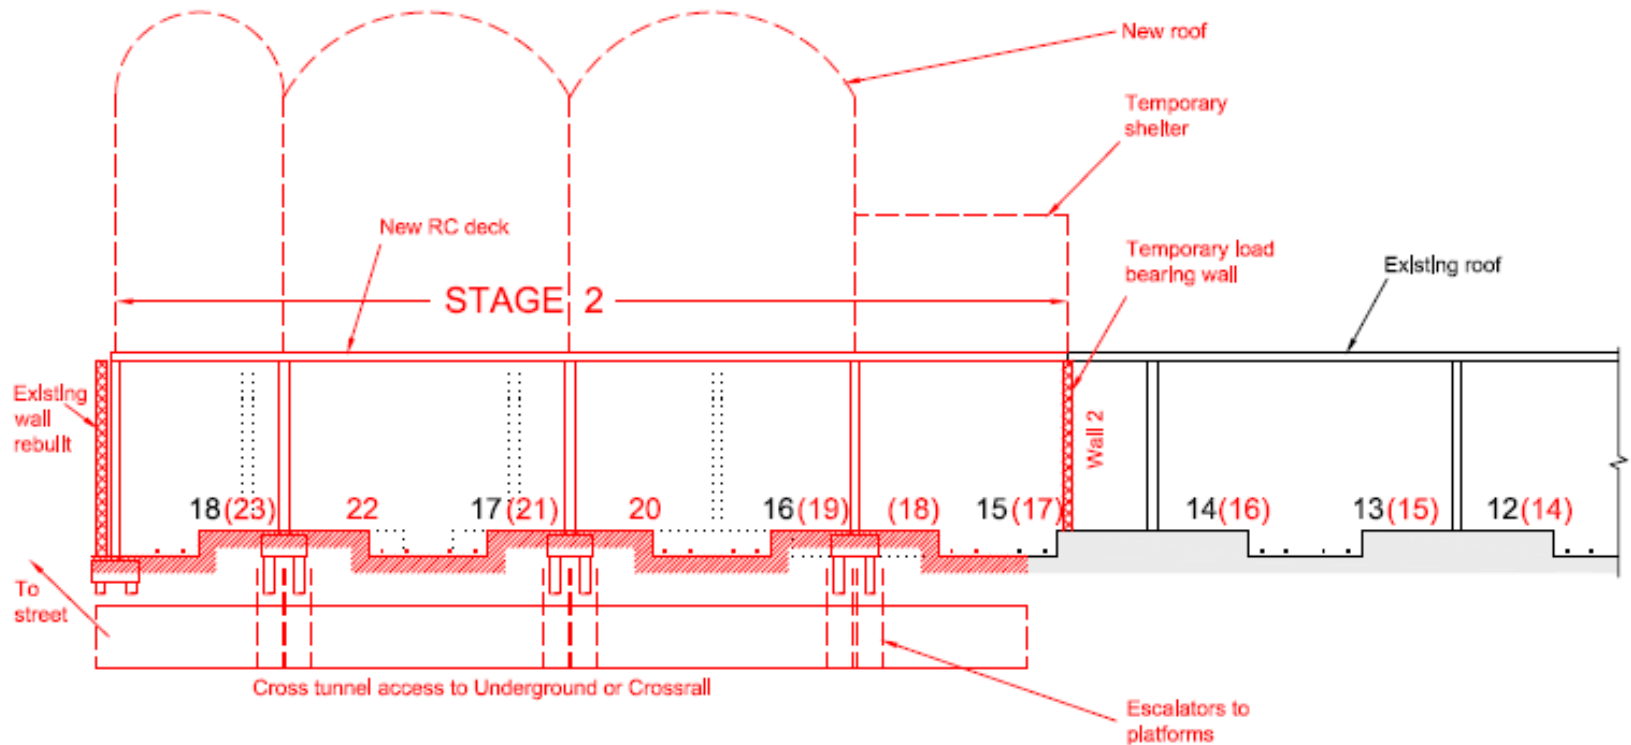 New roof
Temporary
shelter
New RC deck
Temporary load
bearing wall
Existing roof
STAGE 2
Existing
wall
rebuilt
Wall 2
18(23) 22 17(21) 20 16(19) (18) 15(17) 14(16) 13(15) 12(14)
To
street
Cross tunnel access to Underground or Crossrail
Escalators to
platforms